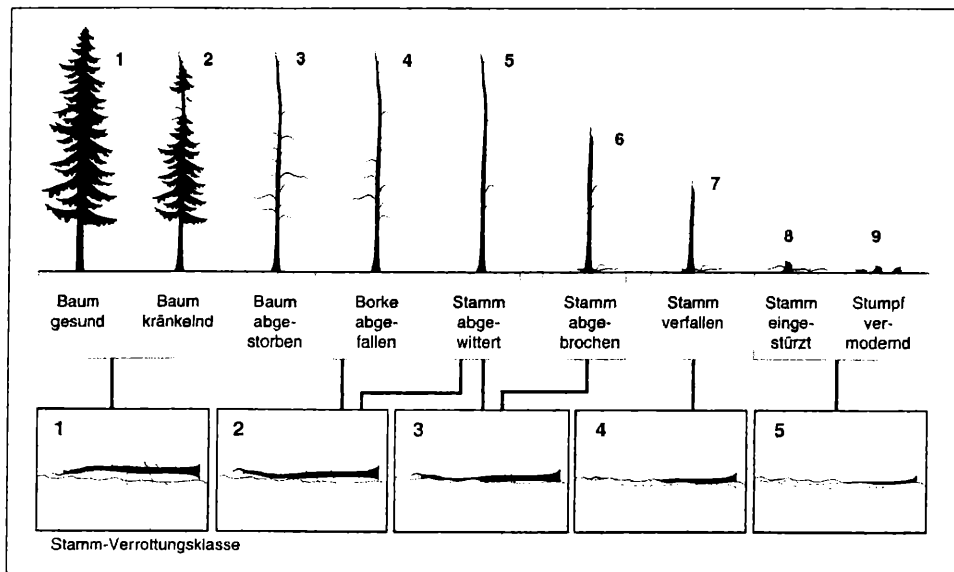 1
2
3
4
5
6
7
8
9
Baum
gesund
Baum
kränkelnd
Baum
abge-
storben
Borke
abge-
fallen
Stamm
abge-
wittert
Stamm
abge-
brochen
Stamm
verfallen
Stamm
einge-
stürzt
Stumpf
ver-
modernd
1
2
3
4
5
Stamm-Verrottungsklasse